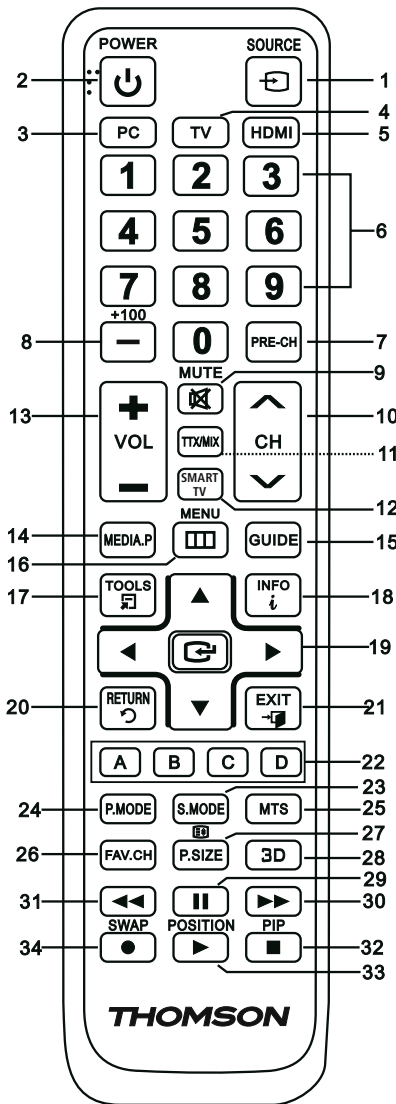 POWER SOURCE
2 1
4
3 PC TV HDMI 5
1 2 3
4 5 6 6
7 8 9
+100
8 — 0 PRE-CH 7
MUTE 9
13 + VOL — CH 10
TTX/MIX 11
SMART
TV 12
MENU
14 MEDIA.P GUIDE 15
16
17 TOOLS INFO
i 18
19
20 RETURN EXIT 21
A B C D 22
23
24 P.MODE S.MODE MTS 25
27
26 FAV.CH P.SIZE 3D 28
29
31 30
SWAP POSITION PIP
34 32
33
THOMSON